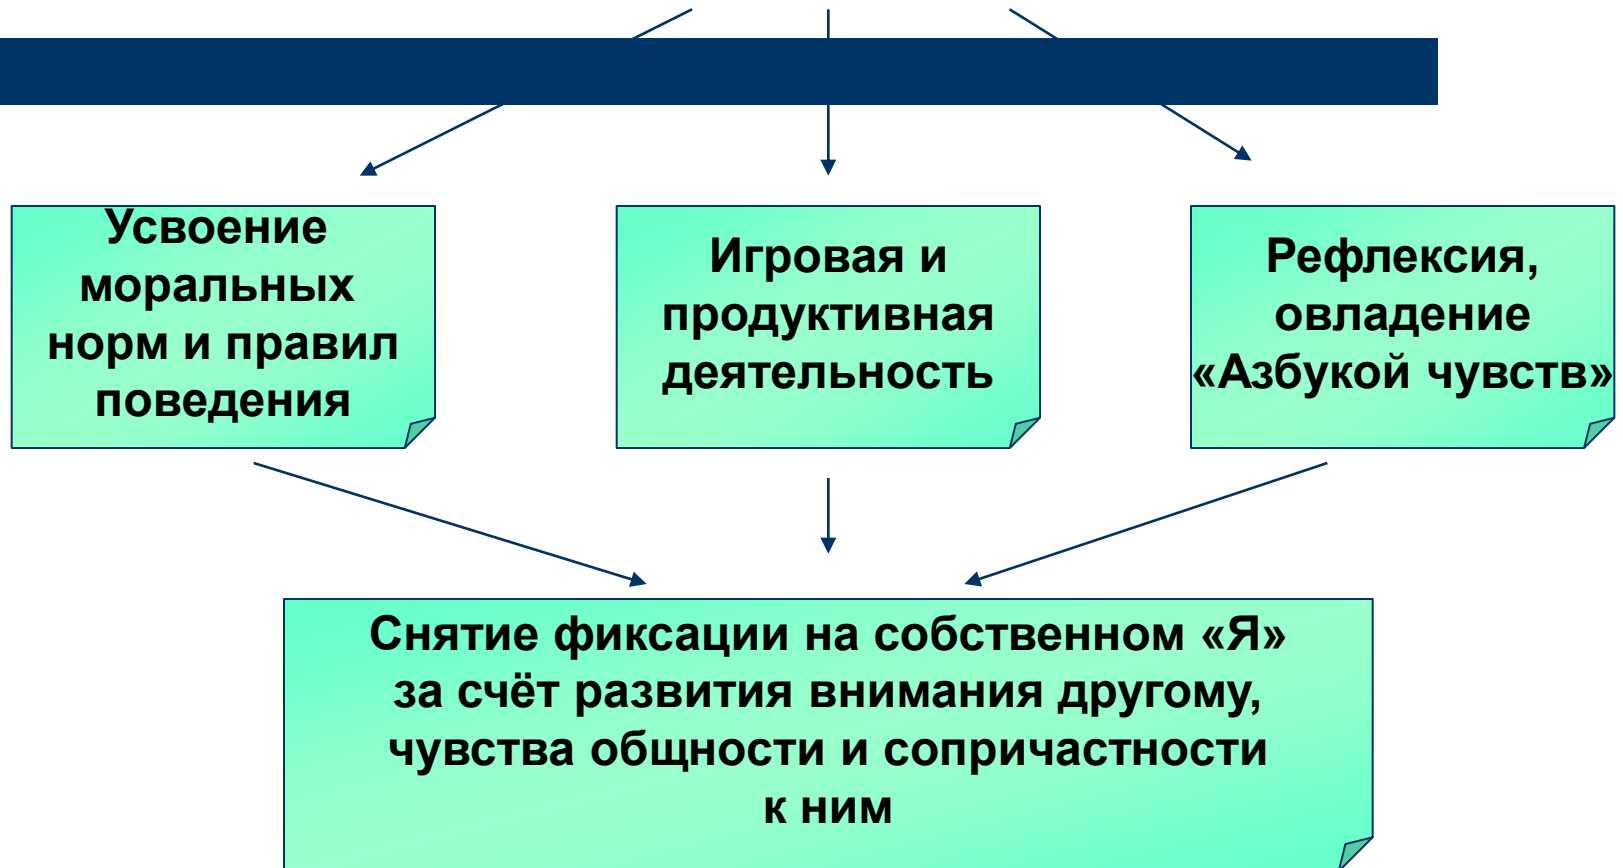 Усвоение
моральных
норм и правил
поведения
Игровая и
продуктивная
деятельность
Рефлексия,
овладение
«Азбукой чувств»
Снятие фиксации на собственном «Я»
за счёт развития внимания другому,
чувства общности и сопричастности
к ним